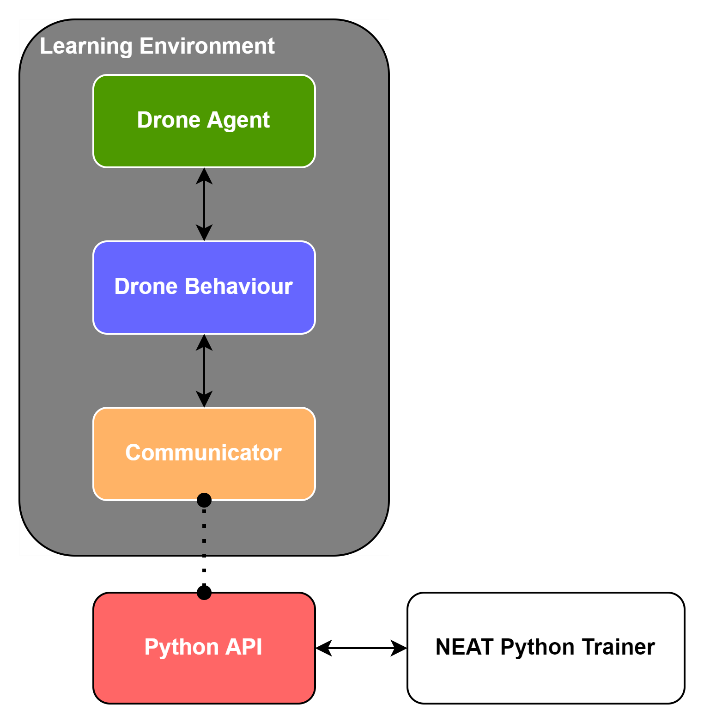 Learning Environment
Drone Agent
Drone Behaviour
Communicator
Python API
NEAT Python Trainer